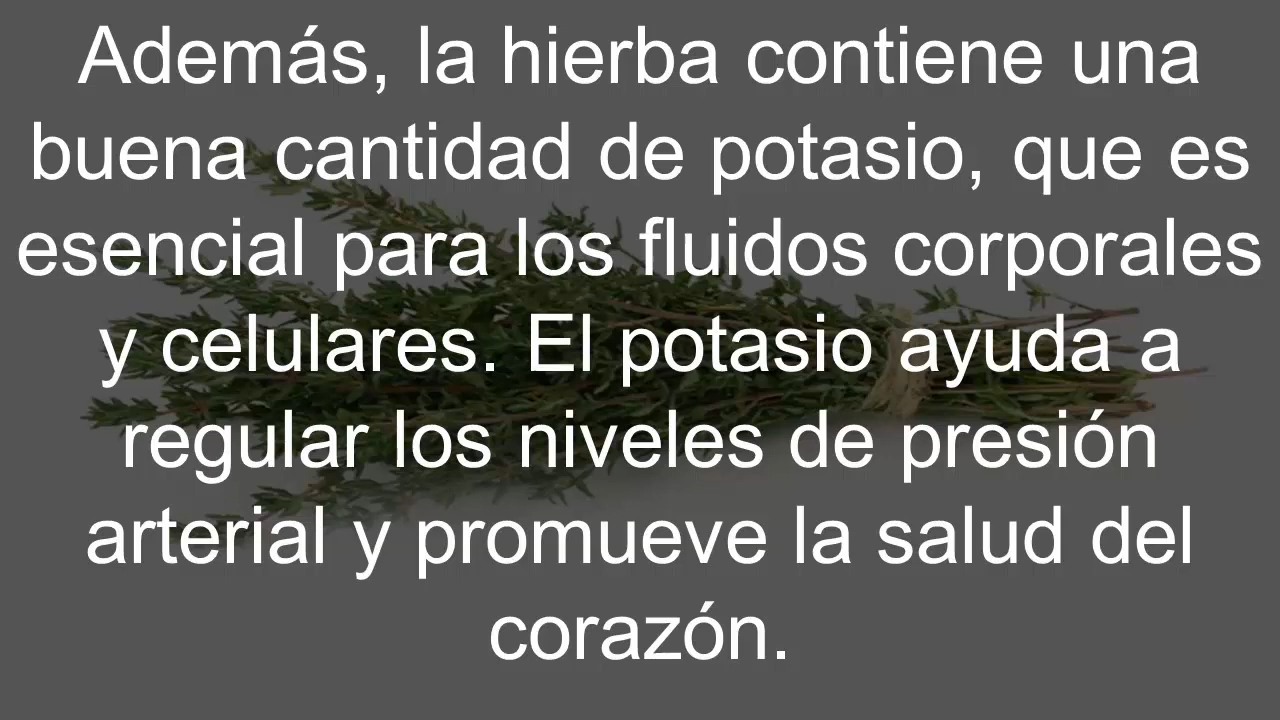 Además, la hierba contiene una
buena cantidad de potasio, que es
esencial para los fluidos corporales
y celulares. El potasio ayuda a
regular los niveles de presión
arterial y promueve la salud del
corazón.